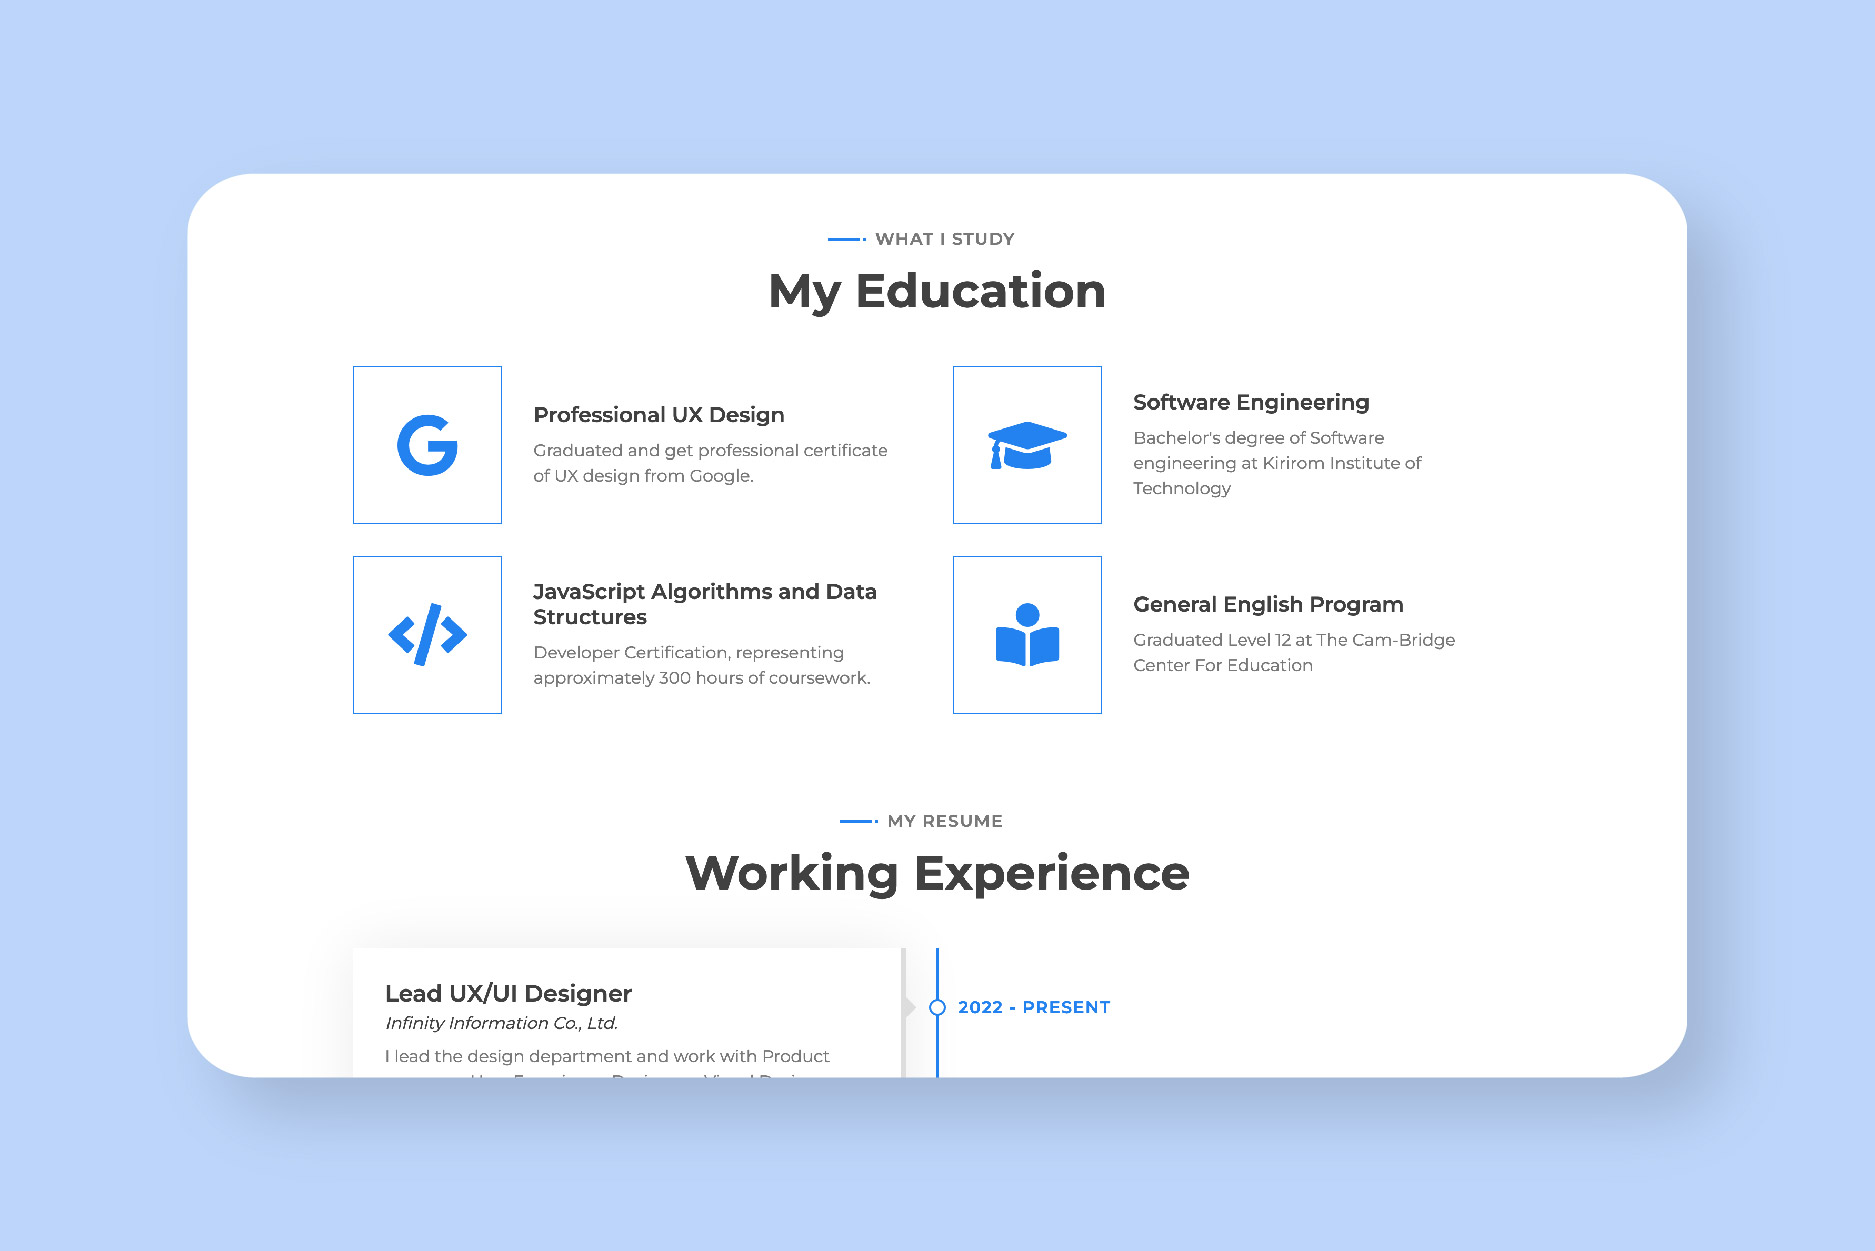 WHAT I STUDY
My Education
Professional UX Design
Graduated and get professional certificate
of UX design from Google.
Software Engineering
Bachelor's degree of Software
engineering at Kirirom Institute of
Technology
JavaScript Algorithms and Data
Structures
Developer Certification, representing
approximately 300 hours of coursework.
General English Program
Graduated Level 12 at The Cam-Bridge
Center For Education
MY RESUME
Working Experience
Lead UX/UI Designer
Infinity Information Co., Ltd.
I lead the design department and work with Product
2022 - PRESENT